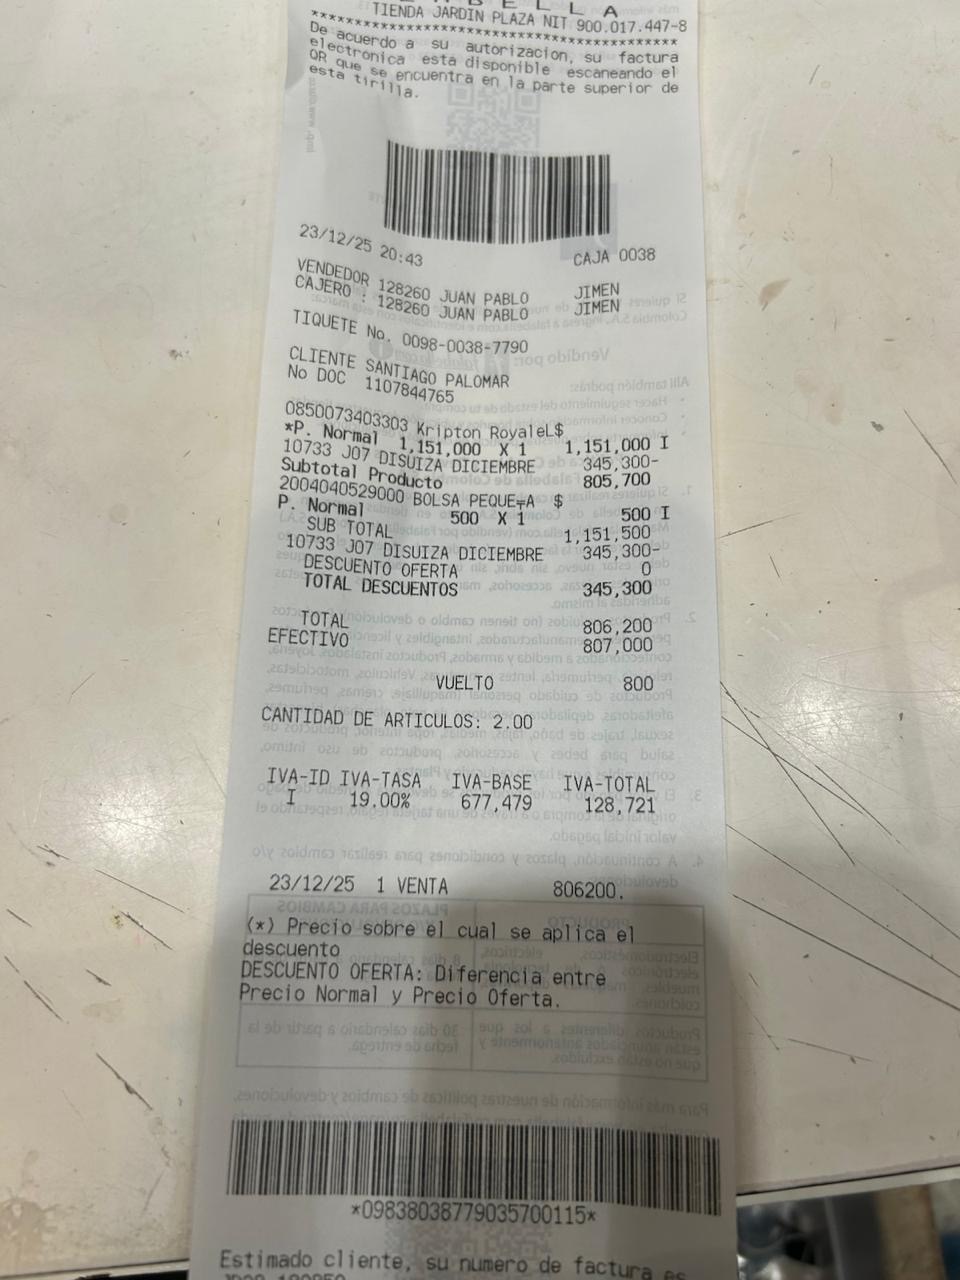 TIENDA JARDIN PLAZA NIT 900.017.447-8
****************************************
De acuerdo a su autorizacion, su factura
electronica esta disponible escaneando el
QR que se encuentra en la parte superior de
esta tirilla.
23/12/25 20:43 CAJA 0038
VENDEDOR 128260 JUAN PABLO JIMEN
CAJERO : 128260 JUAN PABLO JIMEN
TIQUETE No. 0098-0038-7790
CLIENTE SANTIAGO PALOMAR
No DOC 1107844765
0850073403303 Kripton RoyaleL$
*P. Normal 1,151,000 X 1 1,151,000 I
10733 J07 DISUIZA DICIEMBRE 345,300-
Subtotal Producto 805,700
2004040529000 BOLSA PEQUE╤A $
P. Normal 500 X 1 500 I
SUB TOTAL 1,151,500
10733 J07 DISUIZA DICIEMBRE 345,300-
DESCUENTO OFERTA 0
TOTAL DESCUENTOS 345,300
TOTAL 806,200
EFECTIVO 807,000
VUELTO 800
CANTIDAD DE ARTICULOS: 2.00
IVA-ID IVA-TASA IVA-BASE IVA-TOTAL
I 19.00% 677,479 128,721
23/12/25 1 VENTA 806200.
(*) Precio sobre el cual se aplica el
descuento
DESCUENTO OFERTA: Diferencia entre
Precio Normal y Precio Oferta.
*09838038779035700115*
Estimado cliente, su numero de factura es